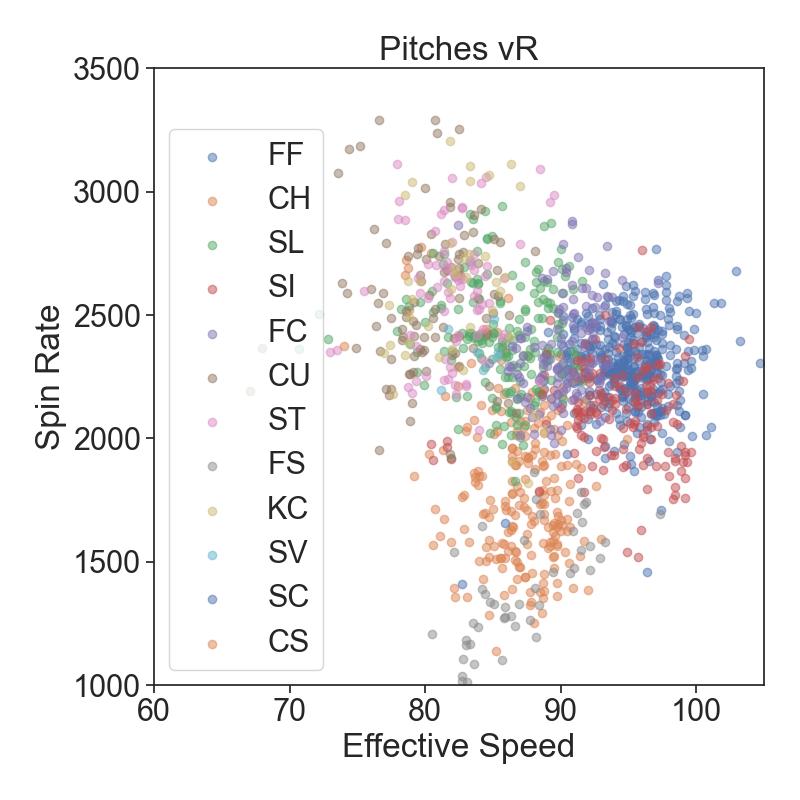 Pitches vR
3500
3000
2500
2000
1500
1000
Spin Rate
FF
CH
SL
SI
FC
CU
ST
FS
KC
SV
SC
CS
60 70 80 90 100
Effective Speed